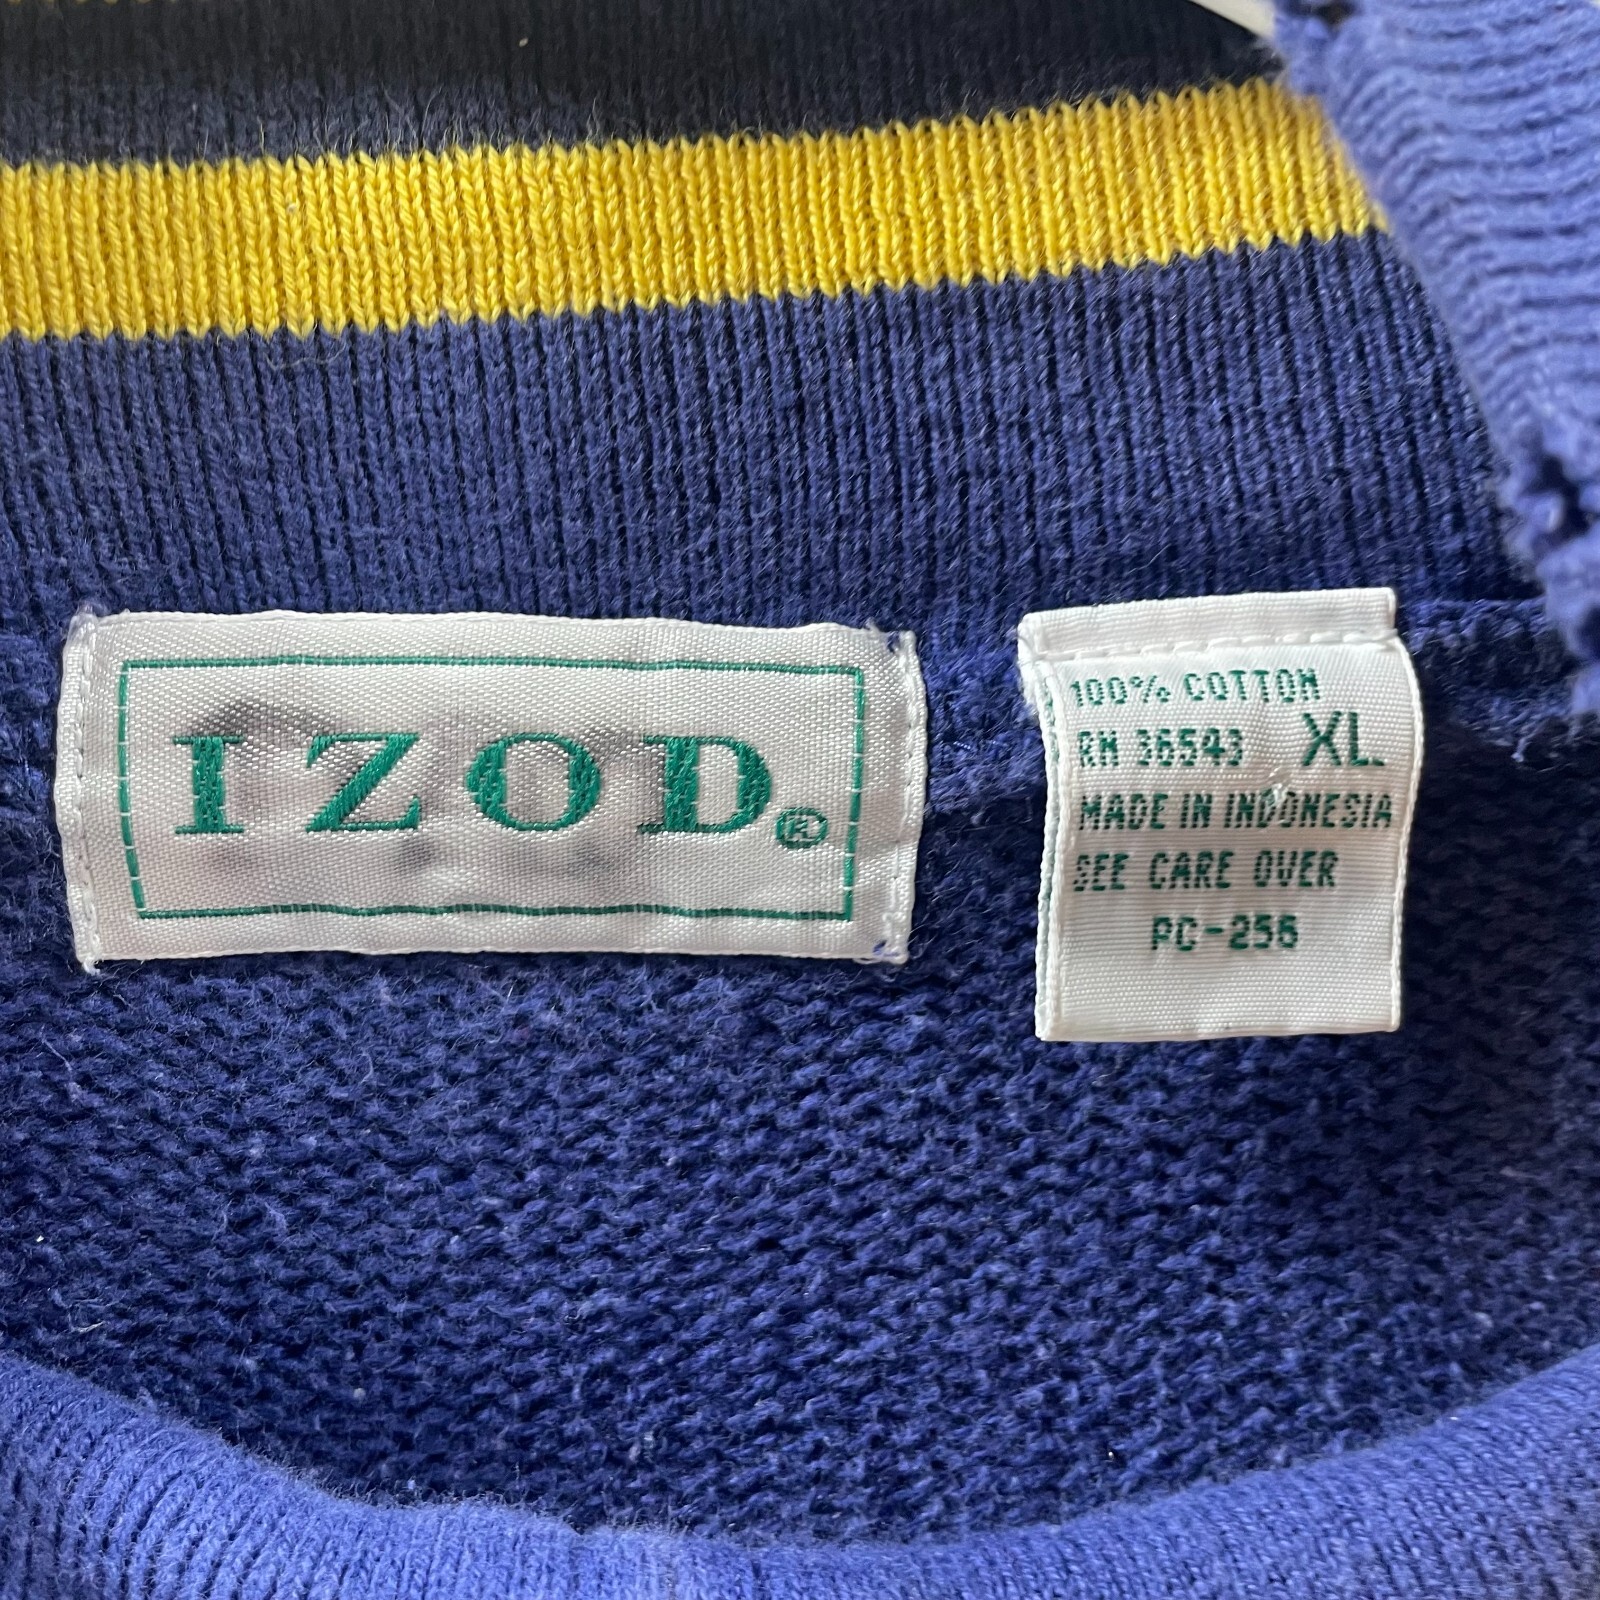 IZOD®
100% COTTON
RN 36543 XL
MADE IN INDONESIA
SEE CARE OVER
PC-256